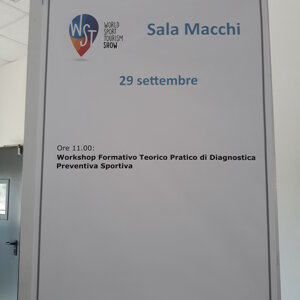 WST
WORLD
SPORT
TOURISM
SHOW
Sala Macchi
29 settembre
Ore 11.00:
Workshop Formativo Teorico Pratico di Diagnostica
Preventiva Sportiva